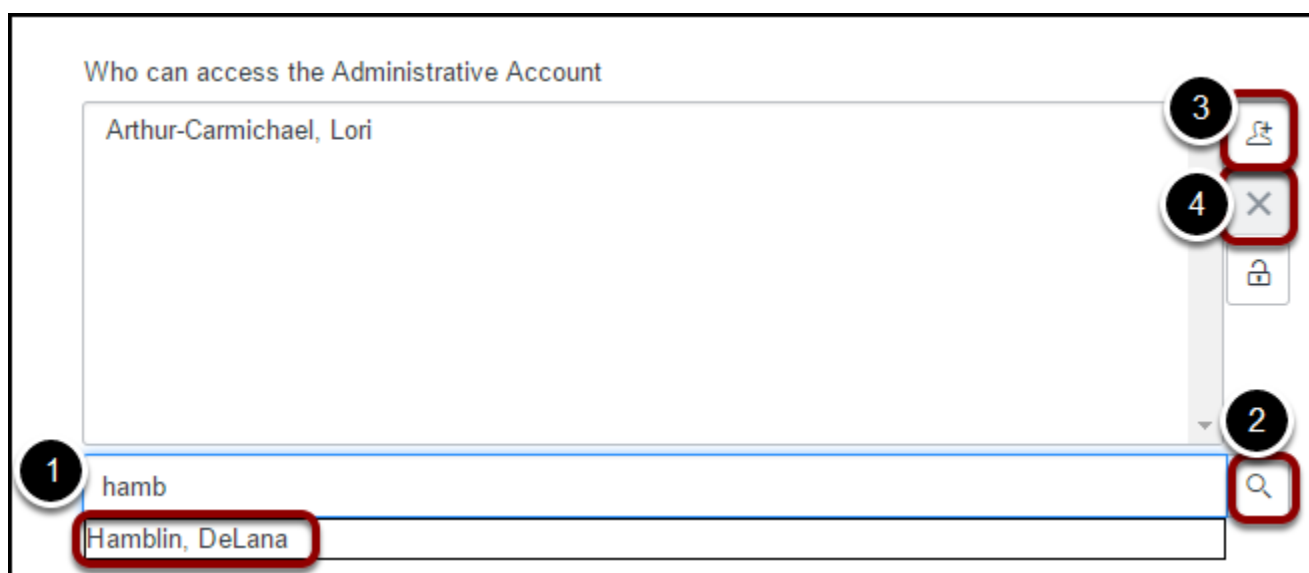 Who can access the Administrative Account
Arthur-Carmichael, Lori
3
4
2
1
hamb
Hamblin, DeLana